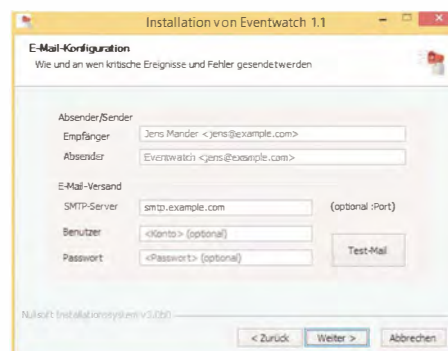 Installation von Eventwatch 1.1
E-Mail-Konfiguration
Wie und an wen kritische Ereignisse und Fehler gesendet werden
Absender/Sender
Empfänger Jens Mander <jens@example.com>
Absender Eventwatch <jens@example.com>
E-Mail-Versand
SMTP-Server smtp.example.com (optional :Port)
Benutzer <Konto> (optional)
Passwort <Passwort> (optional)
Test-Mail
Nullsoft Installationssystem v3.0b0
< Zurück Weiter > Abbrechen